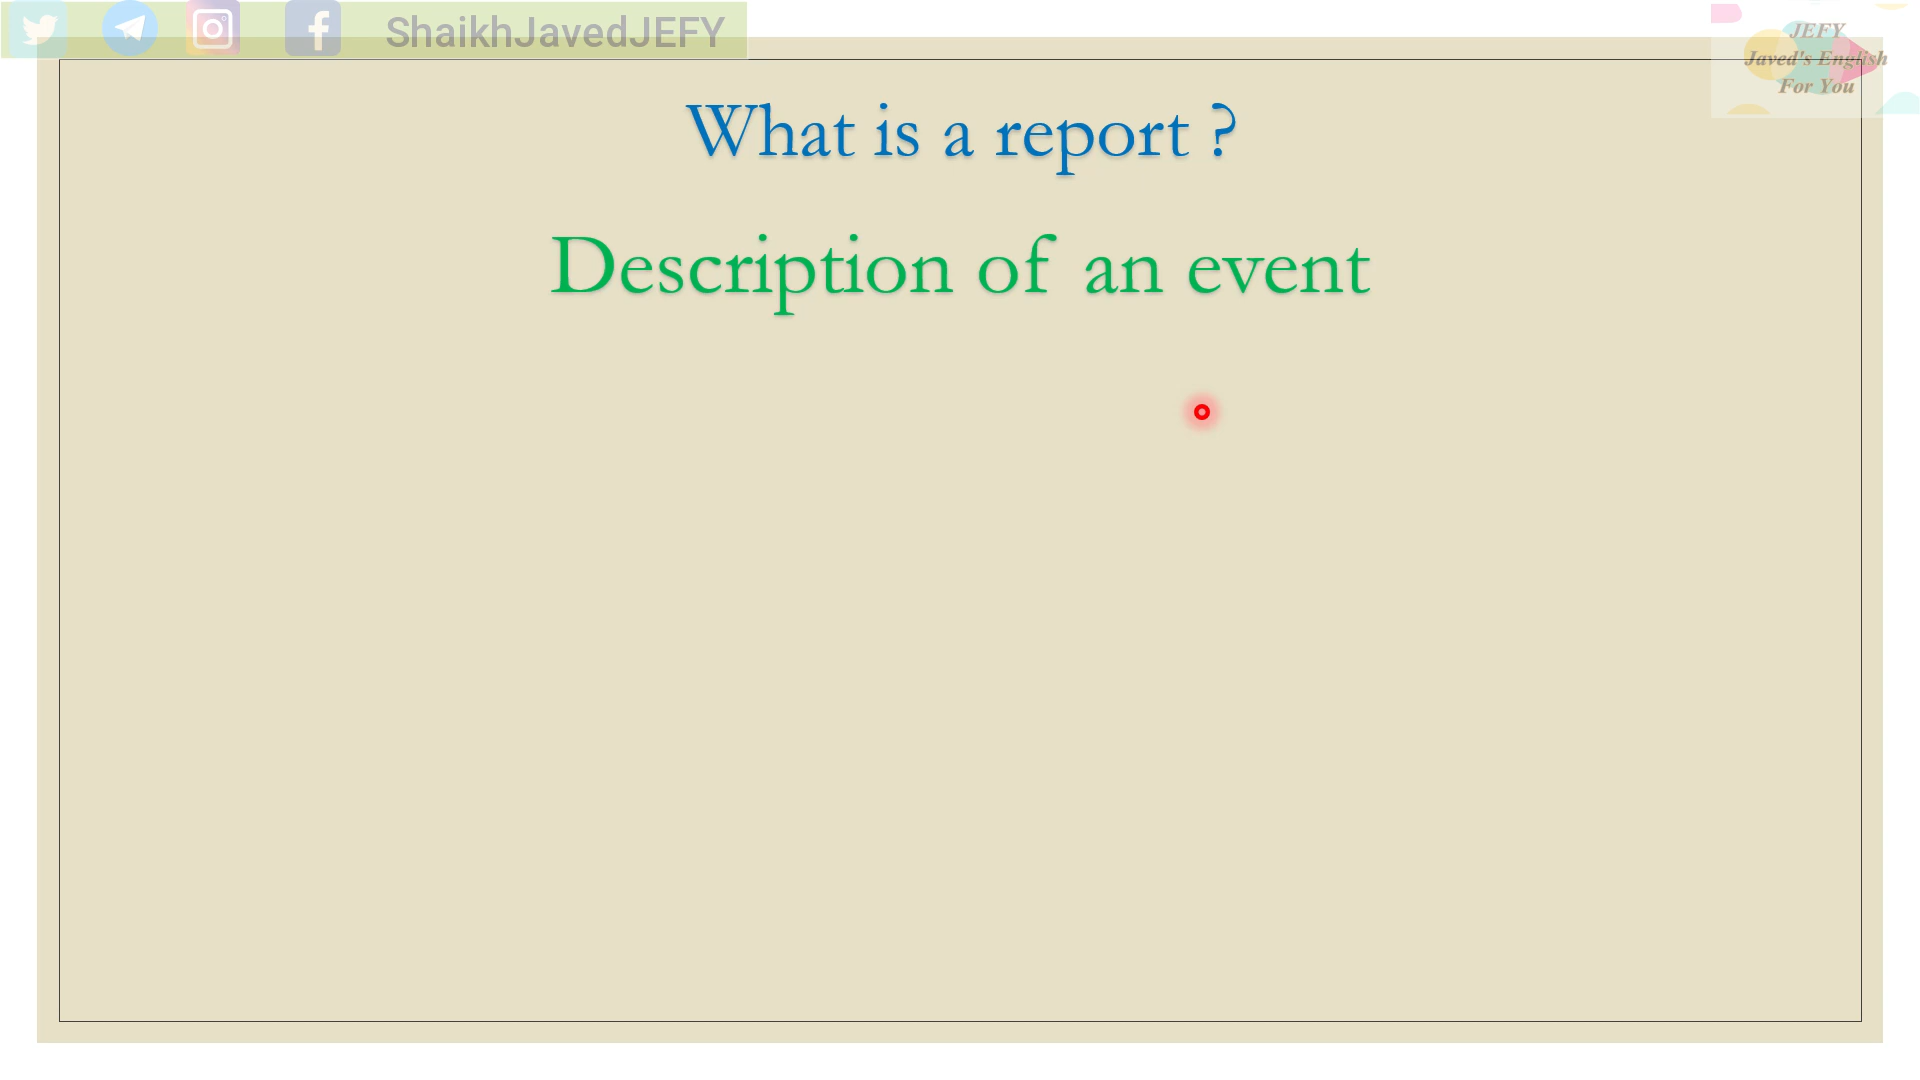 ShaikhJavedJEFY
JEFY
Javed's English
For You
What is a report ?
Description of an event